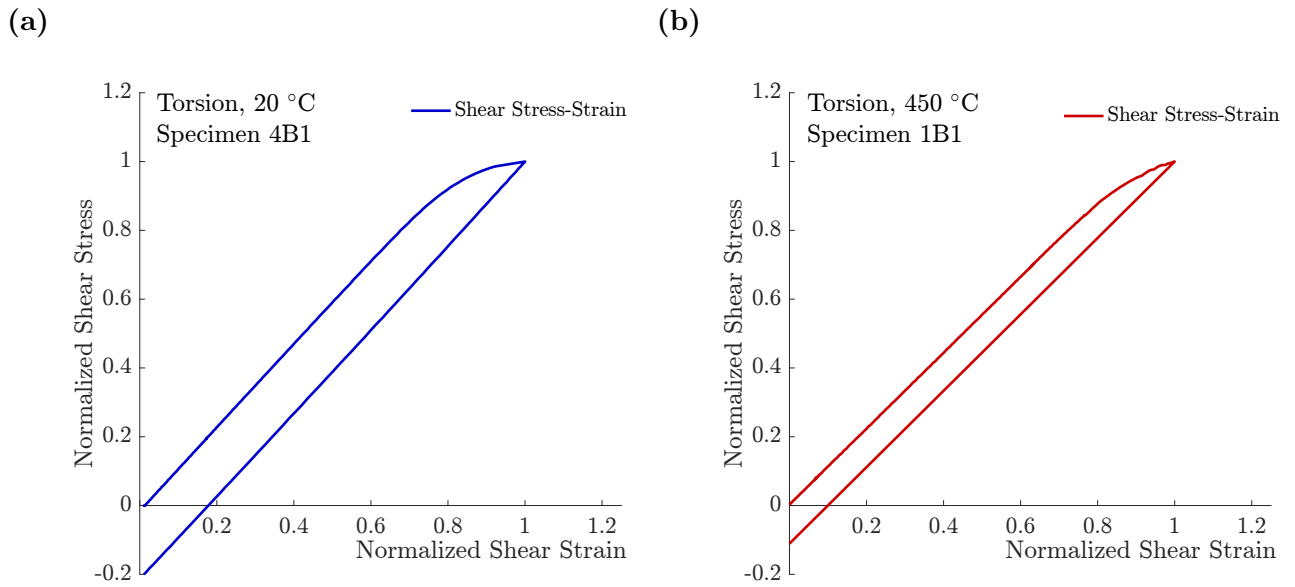 (a)
Torsion, 20 °C
Specimen 4B1
Shear Stress-Strain
Normalized Shear Stress
1.2
1
0.8
0.6
0.4
0.2
0
-0.2
0.2 0.4 0.6 0.8 1 1.2
Normalized Shear Strain
(b)
Torsion, 450 °C
Specimen 1B1
Shear Stress-Strain
Normalized Shear Stress
1.2
1
0.8
0.6
0.4
0.2
0
-0.2
0.2 0.4 0.6 0.8 1 1.2
Normalized Shear Strain